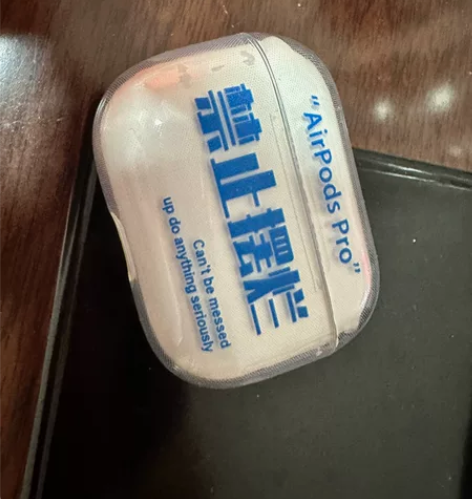 “AirPods Pro”
禁止摆烂
Can't be messed
up do anything seriously